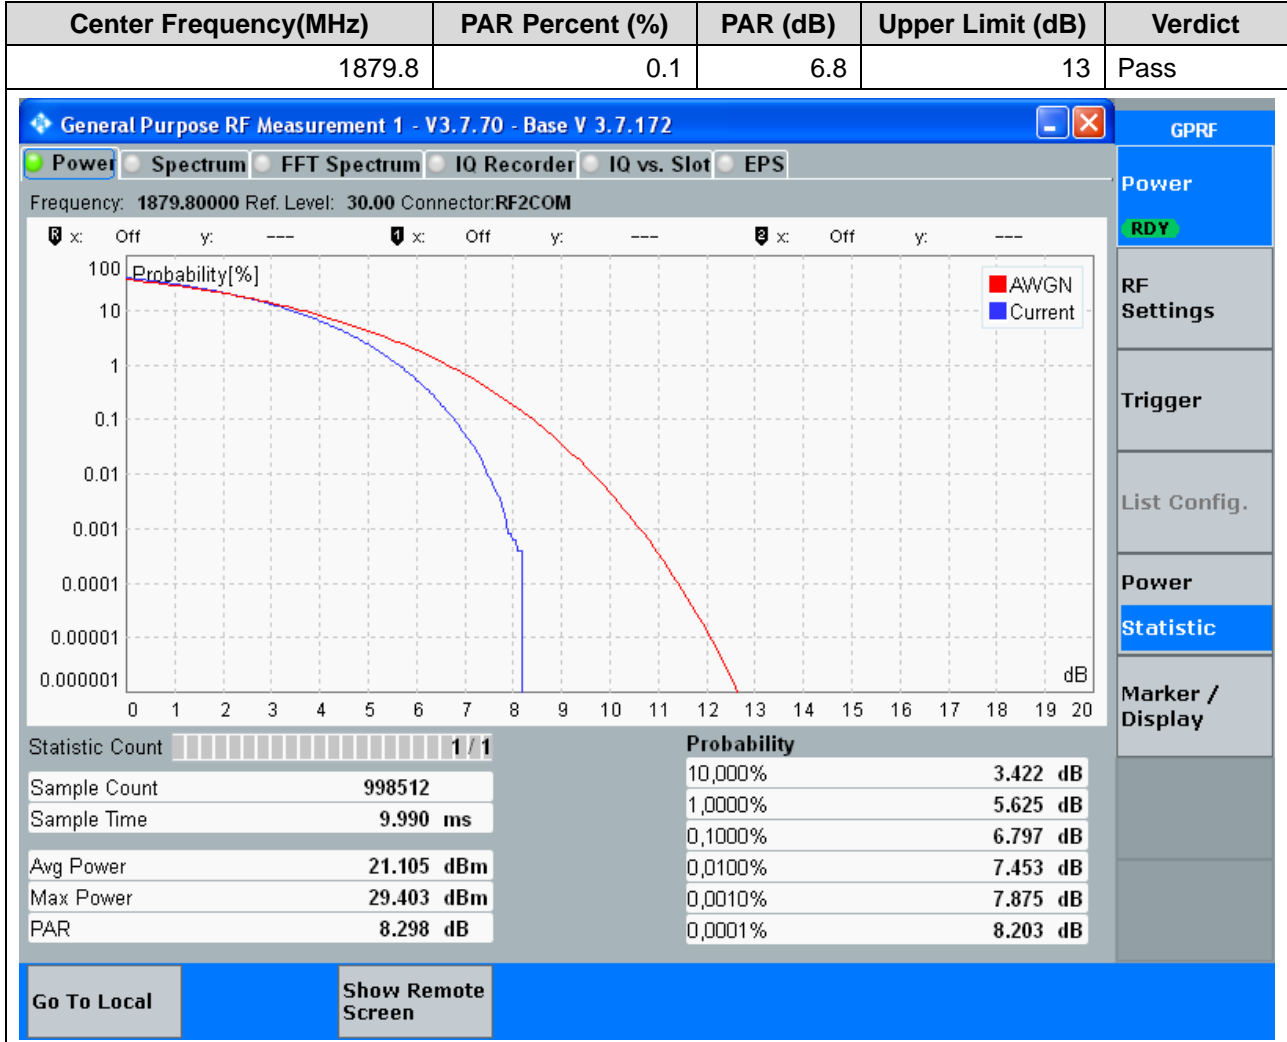 Center Frequency(MHz) PAR Percent (%) PAR (dB) Upper Limit (dB) Verdict
1879.8 0.1 6.8 13 Pass
General Purpose RF Measurement 1 - V3.7.70 - Base V 3.7.172
GPRF
Power Spectrum FFT Spectrum IQ Recorder IQ vs. Slot EPS
Power
RDY
Frequency: 1879.80000 Ref. Level: 30.00 Connector:RF2COM
R x: Off y: --- 1 x: Off y: --- 2 x: Off y: ---
100 Probability[%]
AWGN
Current
10
1
0.1
0.01
0.001
0.0001
0.00001
0.000001
dB
0 1 2 3 4 5 6 7 8 9 10 11 12 13 14 15 16 17 18 19 20
RF
Settings
Trigger
List Config.
Power
Statistic
Marker /
Display
Statistic Count 1 / 1
Sample Count 998512
Sample Time 9.990 ms
Avg Power 21.105 dBm
Max Power 29.403 dBm
PAR 8.298 dB
Probability
10,000% 3.422 dB
1,0000% 5.625 dB
0,1000% 6.797 dB
0,0100% 7.453 dB
0,0010% 7.875 dB
0,0001% 8.203 dB
Go To Local
Show Remote
Screen